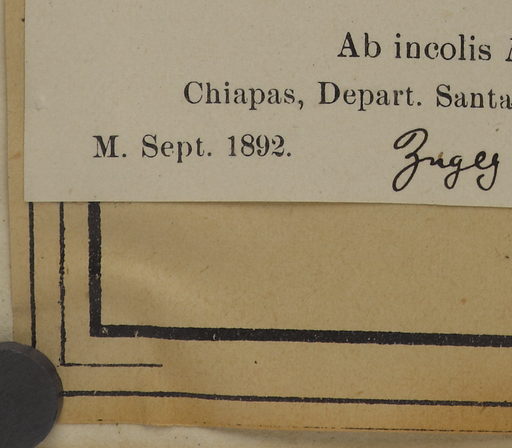 Ab incolis
Chiapas, Depart. Santa
M. Sept. 1892.